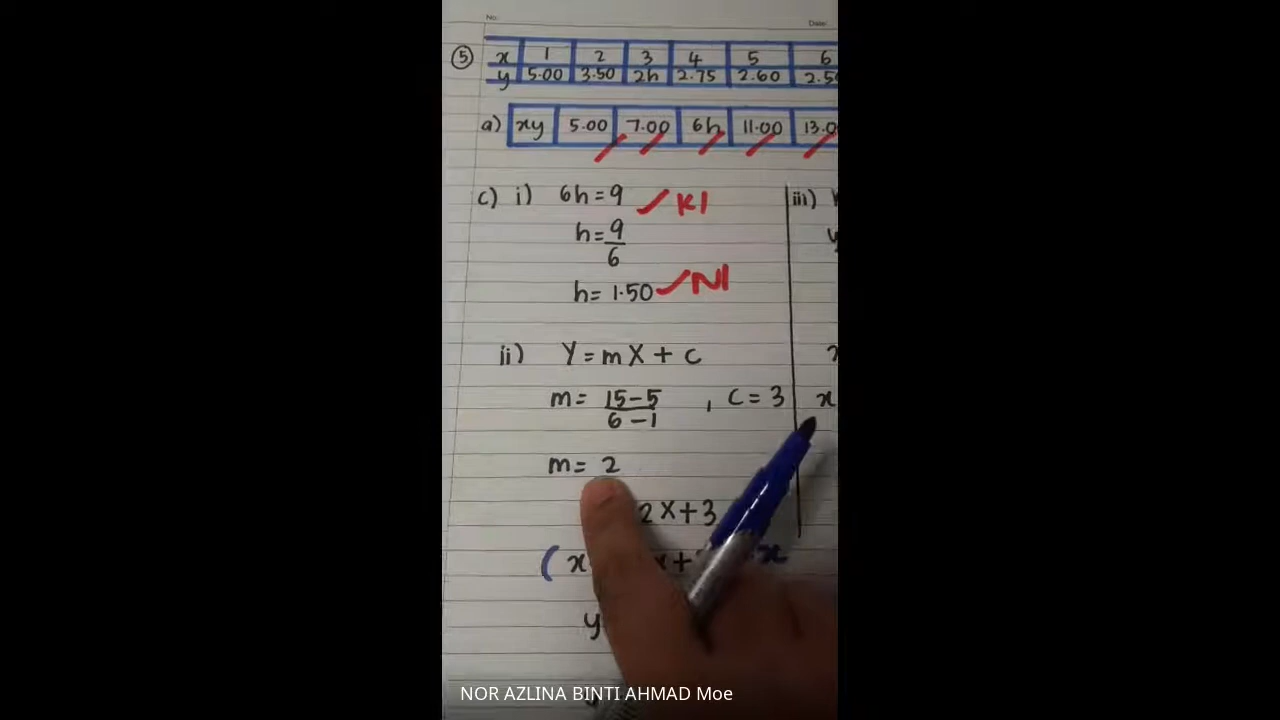 No: Date:
5 x 1 2 3 4 5 6
y 5.00 3.50 2h 2.75 2.60
a) xy 5.00 7.00 6h 11.00
c) i) 6h = 9 K1 iii)
h = 9/6
h = 1.50 N1
ii) Y = mX + c
m = 15 - 5 / 6 - 1 , c = 3
x
m = 2
2X + 3
( x
y
NOR AZLINA BINTI AHMAD Moe